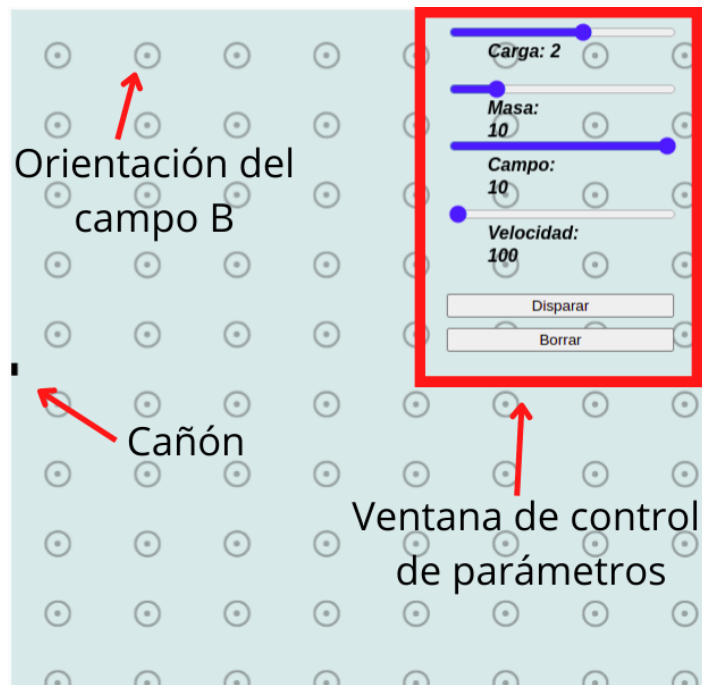 Carga: 2
Masa:
10
Campo:
10
Velocidad:
100
Disparar
Borrar
Orientación del
campo B
Cañón
Ventana de control
de parámetros